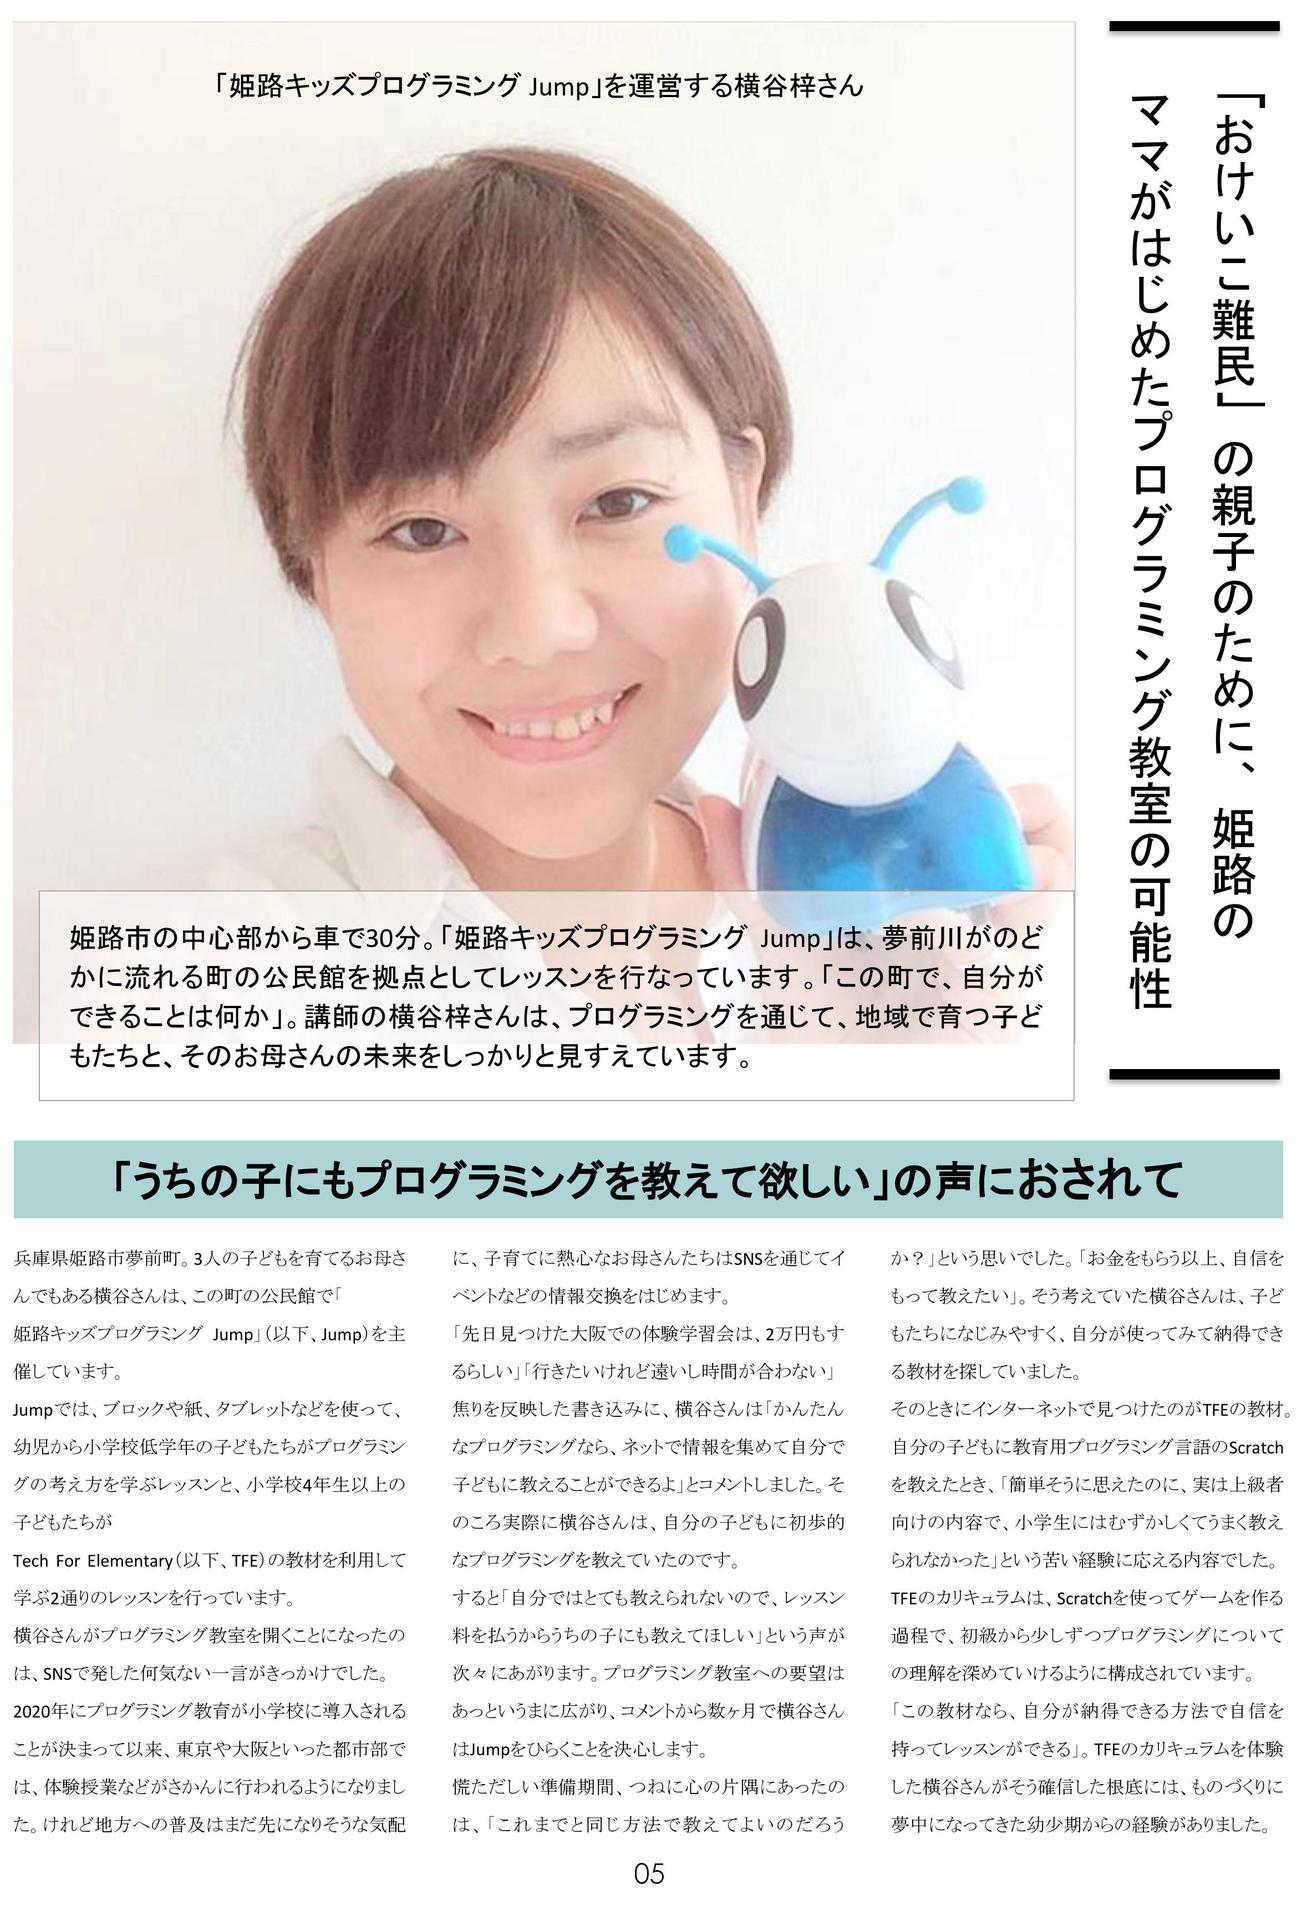 「おけいこ難民」の親子のために、姫路の
ママがはじめたプログラミング教室の可能性
「姫路キッズプログラミング Jump」を運営する横谷梓さん
姫路市の中心部から車で30分。「姫路キッズプログラミング Jump」は、夢前川がのど
かに流れる町の公民館を拠点としてレッスンを行なっています。「この町で、自分が
できることは何か」。講師の横谷梓さんは、プログラミングを通じて、地域で育つ子ど
もたちと、そのお母さんの未来をしっかりと見すえています。
「うちの子にもプログラミングを教えて欲しい」の声におされて
兵庫県姫路市夢前町。3人の子どもを育てるお母さ
んでもある横谷さんは、この町の公民館で「
姫路キッズプログラミング Jump」（以下、Jump）を主
催しています。
Jumpでは、ブロックや紙、タブレットなどを使って、
幼児から小学校低学年の子どもたちがプログラミン
グの考え方を学ぶレッスンと、小学校4年生以上の
子どもたちが
Tech For Elementary（以下、TFE）の教材を利用して
学ぶ2通りのレッスンを行っています。
横谷さんがプログラミング教室を開くことになったの
は、SNSで発した何気ない一言がきっかけでした。
2020年にプログラミング教育が小学校に導入される
ことが決まって以来、東京や大阪といった都市部で
は、体験授業などがさかんに行われるようになりまし
た。けれど地方への普及はまだ先になりそうな気配
に、子育てに熱心なお母さんたちはSNSを通じてイ
ベントなどの情報交換をはじめます。
「先日見つけた大阪での体験学習会は、2万円もす
るらしい」「行きたいけれど遠いし時間が合わない」
焦りを反映した書き込みに、横谷さんは「かんたん
なプログラミングなら、ネットで情報を集めて自分で
子どもに教えることができるよ」とコメントしました。そ
のころ実際に横谷さんは、自分の子どもに初歩的
なプログラミングを教えていたのです。
すると「自分ではとても教えられないので、レッスン
料を払うからうちの子にも教えてほしい」という声が
次々にあがります。プログラミング教室への要望は
あっというまに広がり、コメントから数ヶ月で横谷さん
はJumpをひらくことを決心します。
慌ただしい準備期間、つねに心の片隅にあったの
は、「これまでと同じ方法で教えてよいのだろう
か？」という思いでした。「お金をもらう以上、自信を
もって教えたい」。そう考えていた横谷さんは、子ど
もたちになじみやすく、自分が使ってみて納得でき
る教材を探していました。
そのときにインターネットで見つけたのがTFEの教材。
自分の子どもに教育用プログラミング言語のScratch
を教えたとき、「簡単そうに思えたのに、実は上級者
向けの内容で、小学生にはむずかしくてうまく教え
られなかった」という苦い経験に応える内容でした。
TFEのカリキュラムは、Scratchを使ってゲームを作る
過程で、初級から少しずつプログラミングについて
の理解を深めていけるように構成されています。
「この教材なら、自分が納得できる方法で自信を
持ってレッスンができる」。TFEのカリキュラムを体験
した横谷さんがそう確信した根底には、ものづくりに
夢中になってきた幼少期からの経験がありました。
05